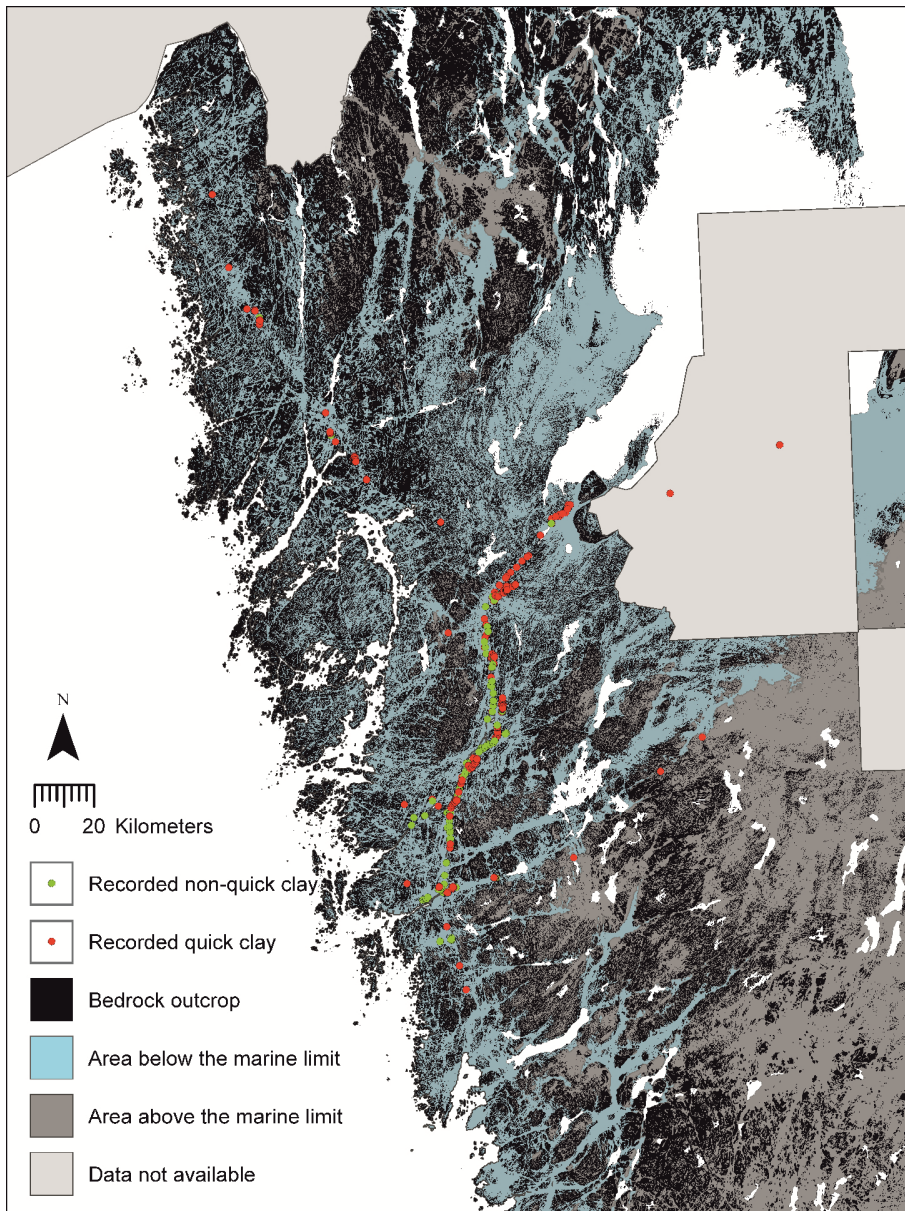 N
0 20 Kilometers
Recorded non-quick clay
Recorded quick clay
Bedrock outcrop
Area below the marine limit
Area above the marine limit
Data not available